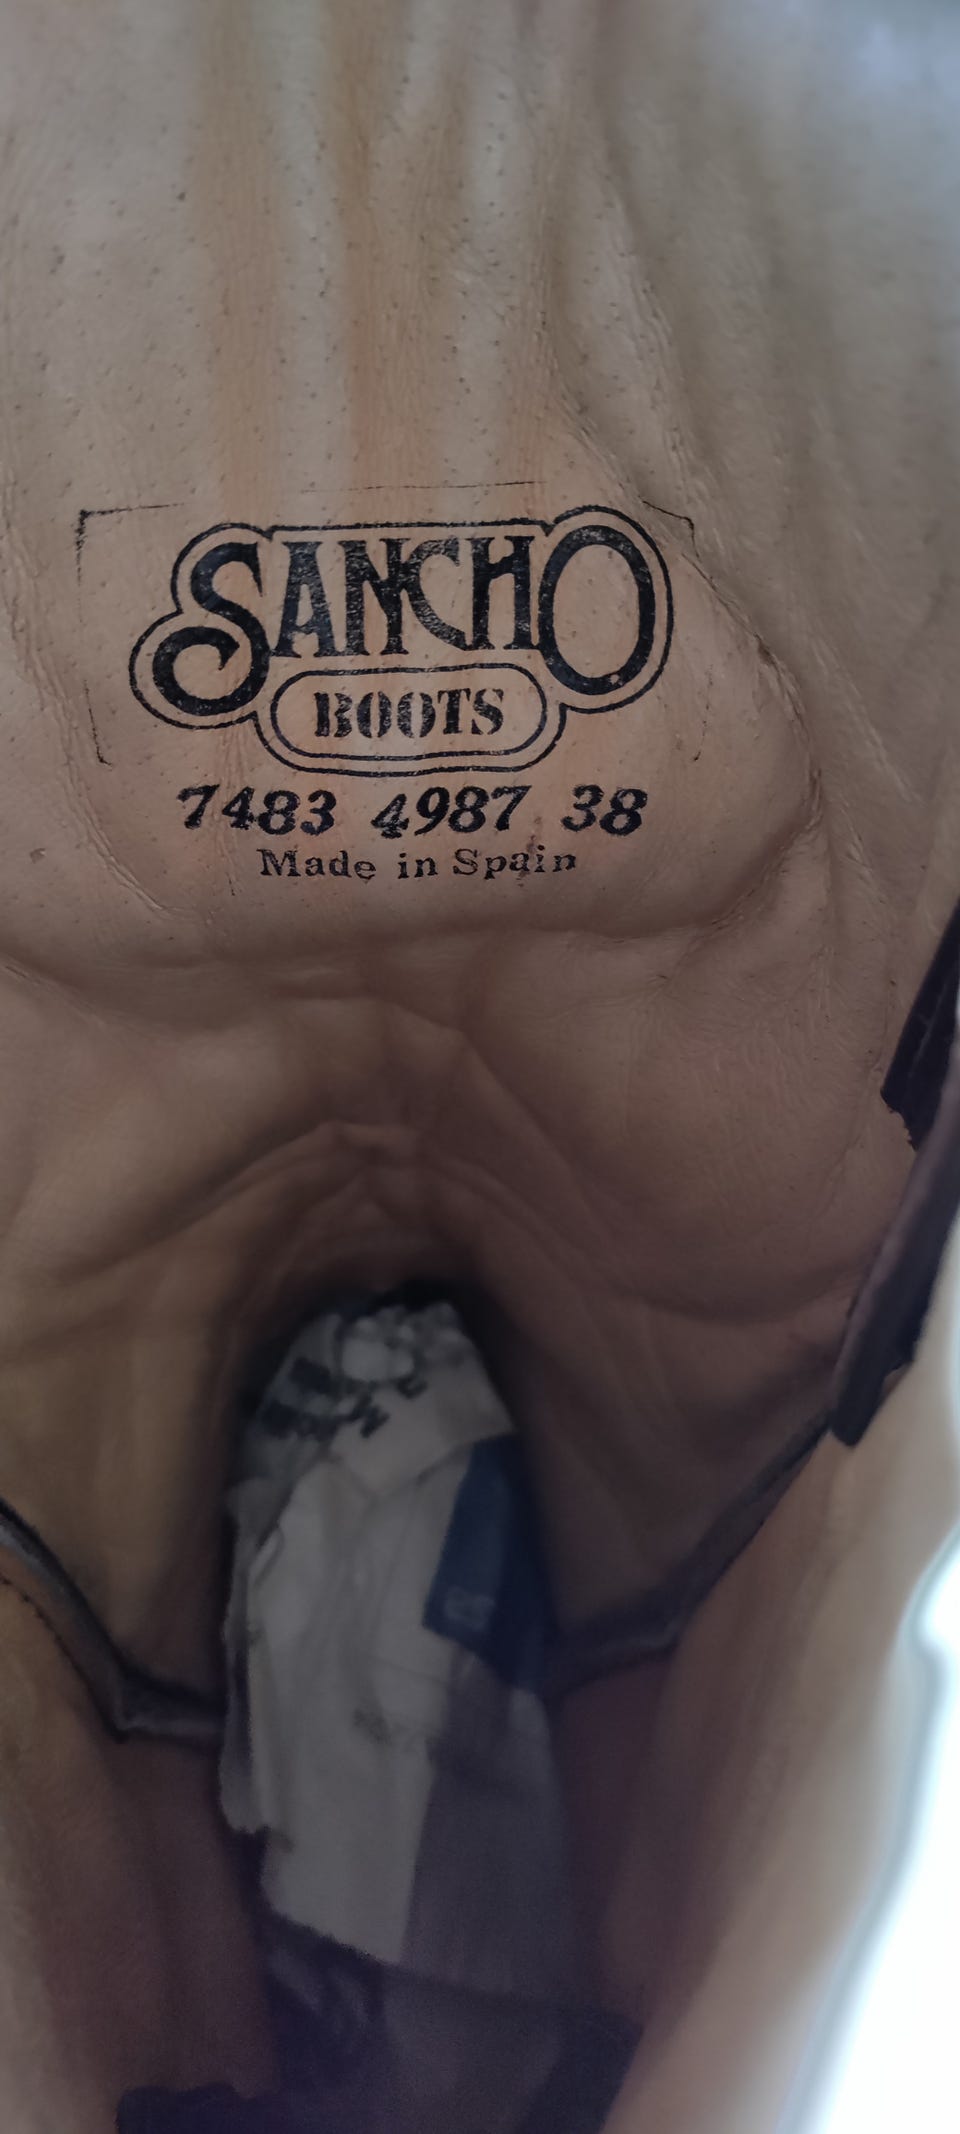 SANCHO
BOOTS
7483 4987 38
Made in Spain